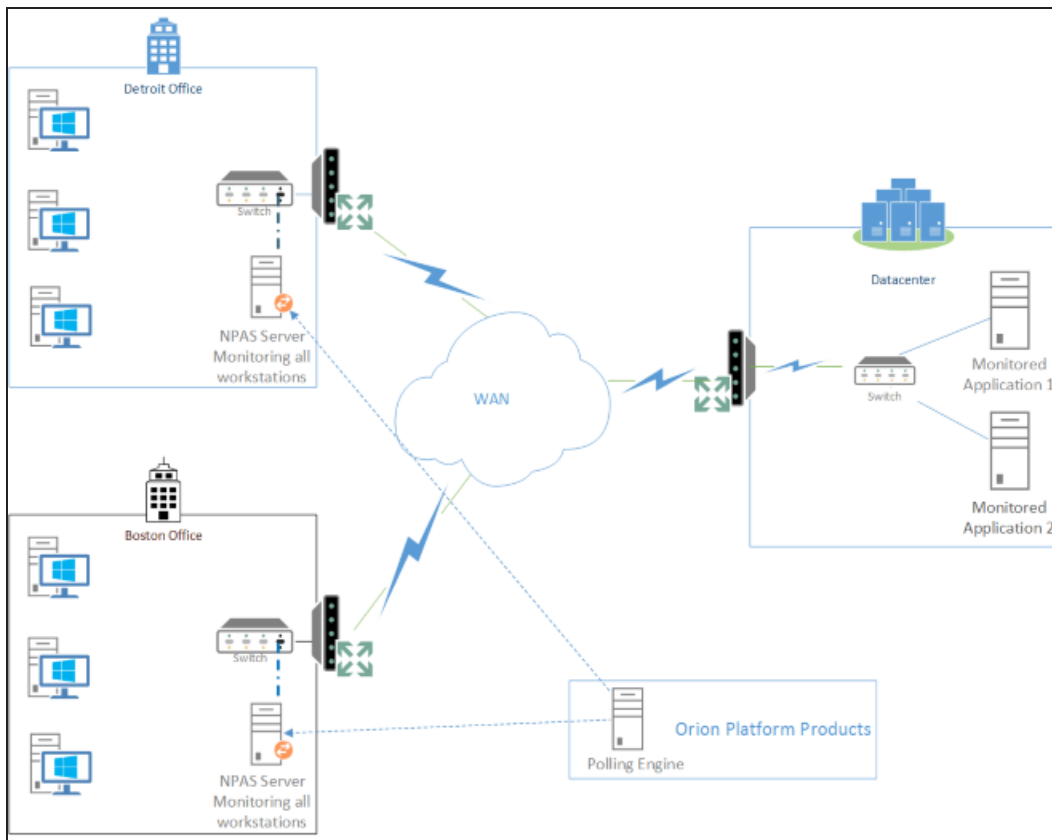 Detroit Office
Switch
NPAS Server
Monitoring all
workstations
Datacenter
Switch
Monitored
Application 1
Monitored
Application 2
WAN
Boston Office
Switch
NPAS Server
Monitoring all
workstations
Orion Platform Products
Polling Engine